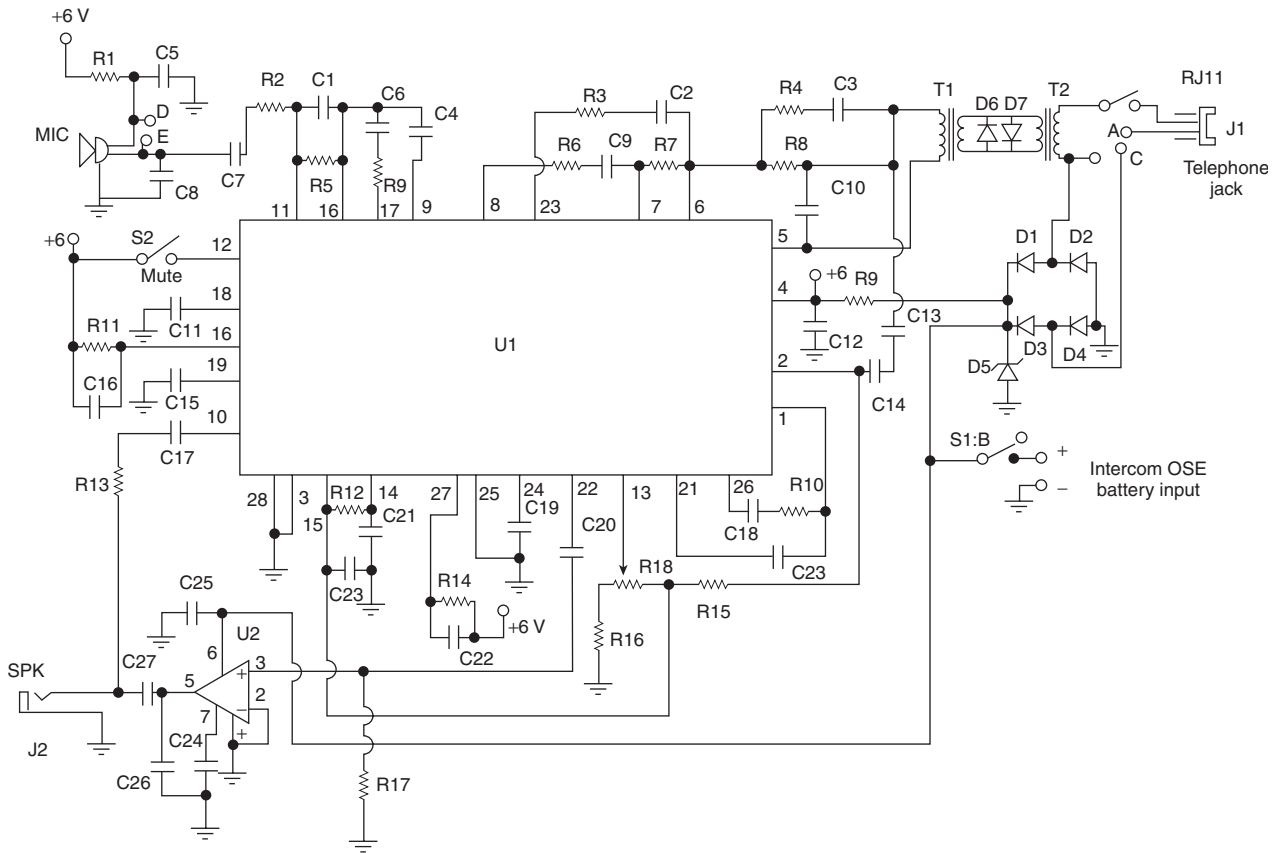 +6 V
R1
C5
D
MIC
E
C8
C7
R2
C1
R5
C6
C4
R9
R3
C2
R6
C9
R7
R4
C3
R8
C10
T1
D6 D7
T2
RJ11
A
J1
C
Telephone
jack
11
16
17
9
8
23
7
6
+6
S2
Mute
12
18
C11
R11
16
C16
19
C15
10
C17
R13
U1
5
4
+6
R9
C12
C13
2
C14
1
D1
D2
D3
D4
D5
S1:B
+
−
Intercom OSE
battery input
28
3
15
R12
14
C21
C23
27
25
24
C19
22
C20
13
21
26
C18
R10
C23
R14
C22
+6 V
R18
R15
R16
C25
U2
6
3
+
5
2
−
7
+
C27
SPK
J2
C24
C26
R17